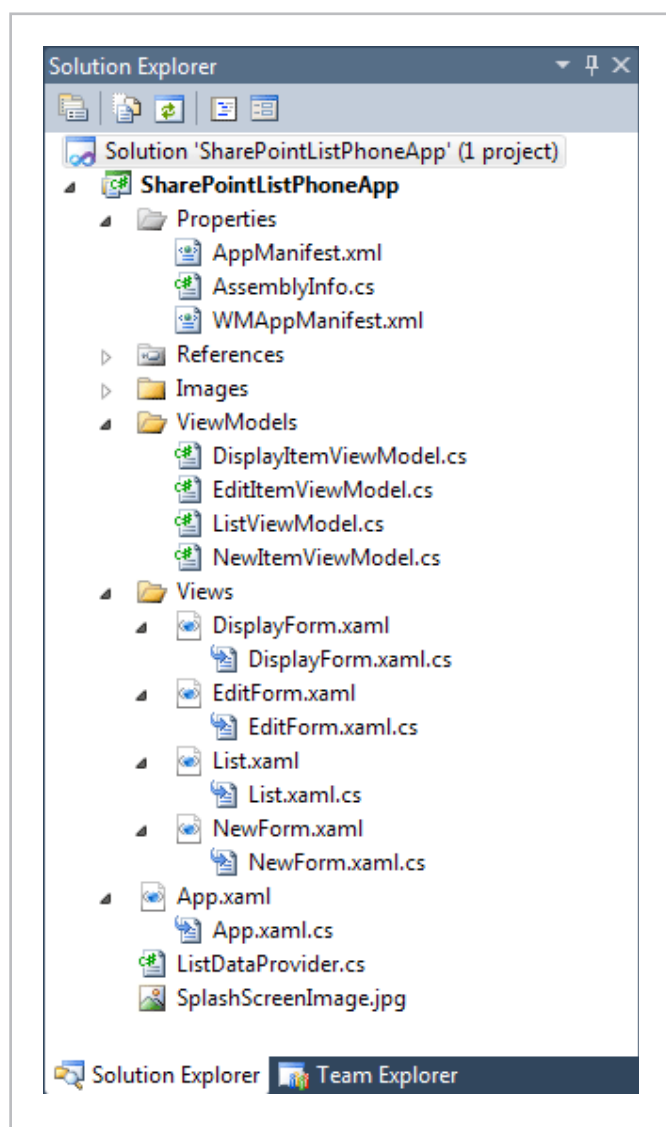 Solution Explorer
Solution 'SharePointListPhoneApp' (1 project)
SharePointListPhoneApp
Properties
AppManifest.xml
AssemblyInfo.cs
WMAppManifest.xml
References
Images
ViewModels
DisplayItemViewModel.cs
EditItemViewModel.cs
ListViewModel.cs
NewItemViewModel.cs
Views
DisplayForm.xaml
DisplayForm.xaml.cs
EditForm.xaml
EditForm.xaml.cs
List.xaml
List.xaml.cs
NewForm.xaml
NewForm.xaml.cs
App.xaml
App.xaml.cs
ListDataProvider.cs
SplashScreenImage.jpg
Solution Explorer Team Explorer